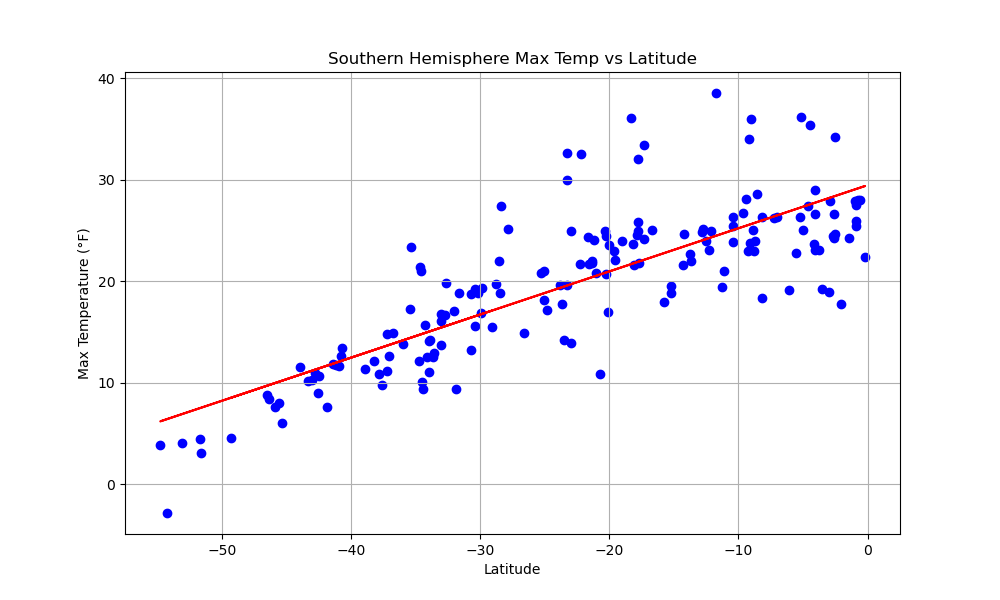 Southern Hemisphere Max Temp vs Latitude
Max Temperature (°F)
40
30
20
10
0
−50 −40 −30 −20 −10 0
Latitude